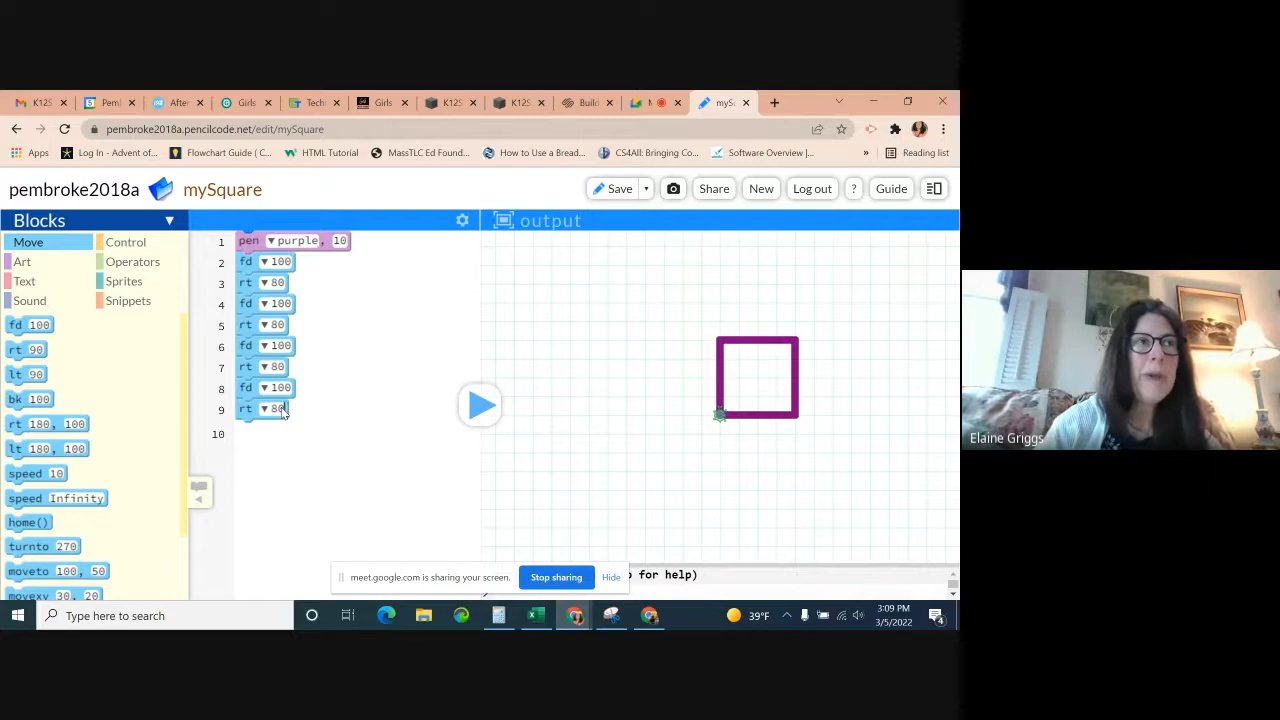 K12S Pem After Girls Tech Girls K12S K12S Build M mySq
pembroke2018a.pencilcode.net/edit/mySquare
Apps Log In - Advent of... Flowchart Guide ( C... HTML Tutorial MassTLC Ed Found... How to Use a Bread... CS4All: Bringing Co... Software Overview |... » Reading list
pembroke2018a mySquare Save Share New Log out ? Guide
Blocks output
Move Control
Art Operators
Text Sprites
Sound Snippets
fd 100
rt 90
lt 90
bk 100
rt 180, 100
lt 180, 100
speed 10
speed Infinity
home()
turnto 270
moveto 100, 50
movexy 30, 20
1 pen purple, 10
2 fd 100
3 rt 80
4 fd 100
5 rt 80
6 fd 100
7 rt 80
8 fd 100
9 rt 80
10
for help)
meet.google.com is sharing your screen. Stop sharing Hide
Type here to search
39°F
3:09 PM
3/5/2022
4
Elaine Griggs